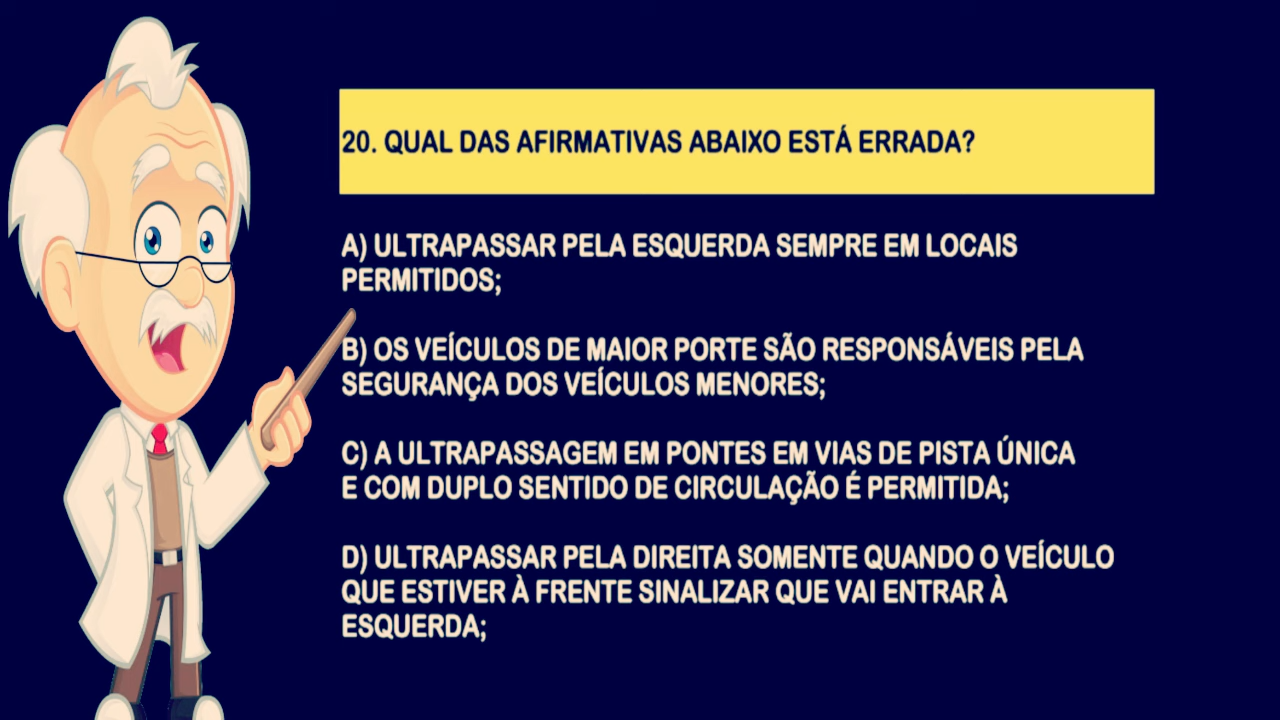 20. QUAL DAS AFIRMATIVAS ABAIXO ESTÁ ERRADA?
A) ULTRAPASSAR PELA ESQUERDA SEMPRE EM LOCAIS
PERMITIDOS;
B) OS VEÍCULOS DE MAIOR PORTE SÃO RESPONSÁVEIS PELA
SEGURANÇA DOS VEÍCULOS MENORES;
C) A ULTRAPASSAGEM EM PONTES EM VIAS DE PISTA ÚNICA
E COM DUPLO SENTIDO DE CIRCULAÇÃO É PERMITIDA;
D) ULTRAPASSAR PELA DIREITA SOMENTE QUANDO O VEÍCULO
QUE ESTIVER À FRENTE SINALIZAR QUE VAI ENTRAR À
ESQUERDA;